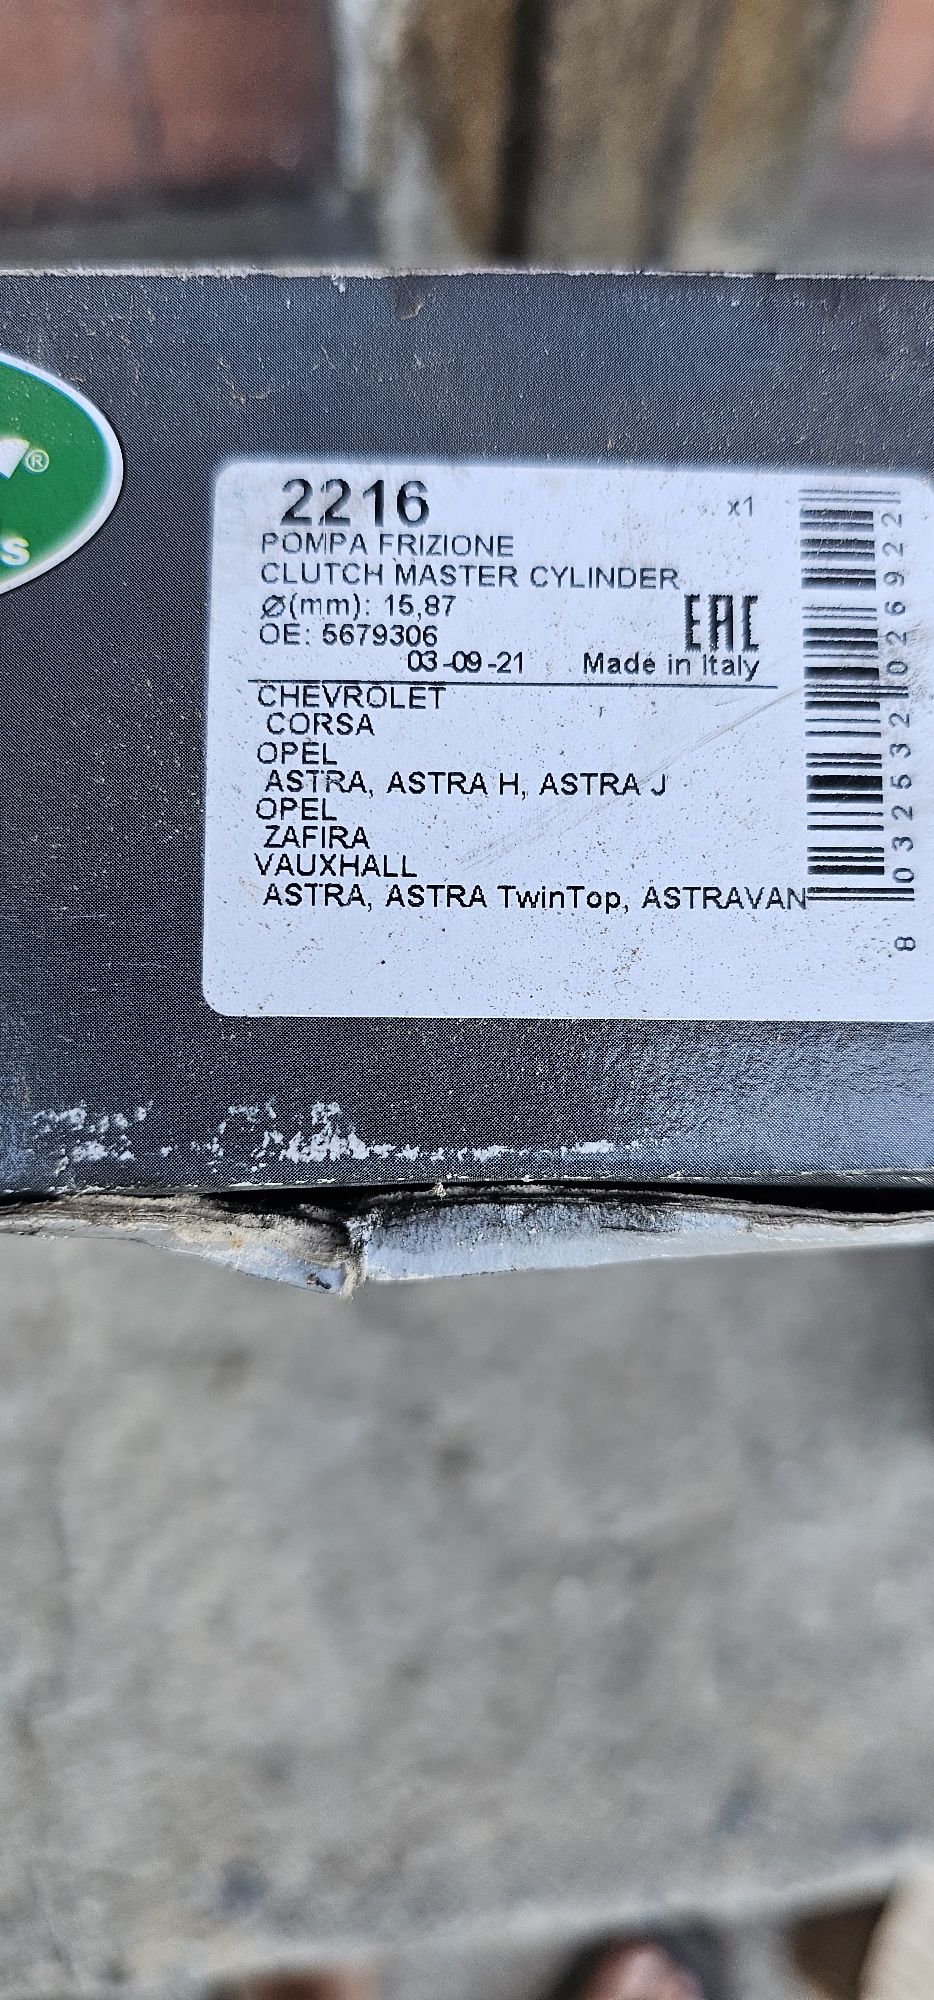 ®
S
2216 x1
POMPA FRIZIONE
CLUTCH MASTER CYLINDER
Ø(mm): 15,87
EAC
OE: 5679306
03-09-21 Made in Italy
CHEVROLET
CORSA
OPEL
ASTRA, ASTRA H, ASTRA J
OPEL
ZAFIRA
VAUXHALL
ASTRA, ASTRA TwinTop, ASTRAVAN
8 032532 026922